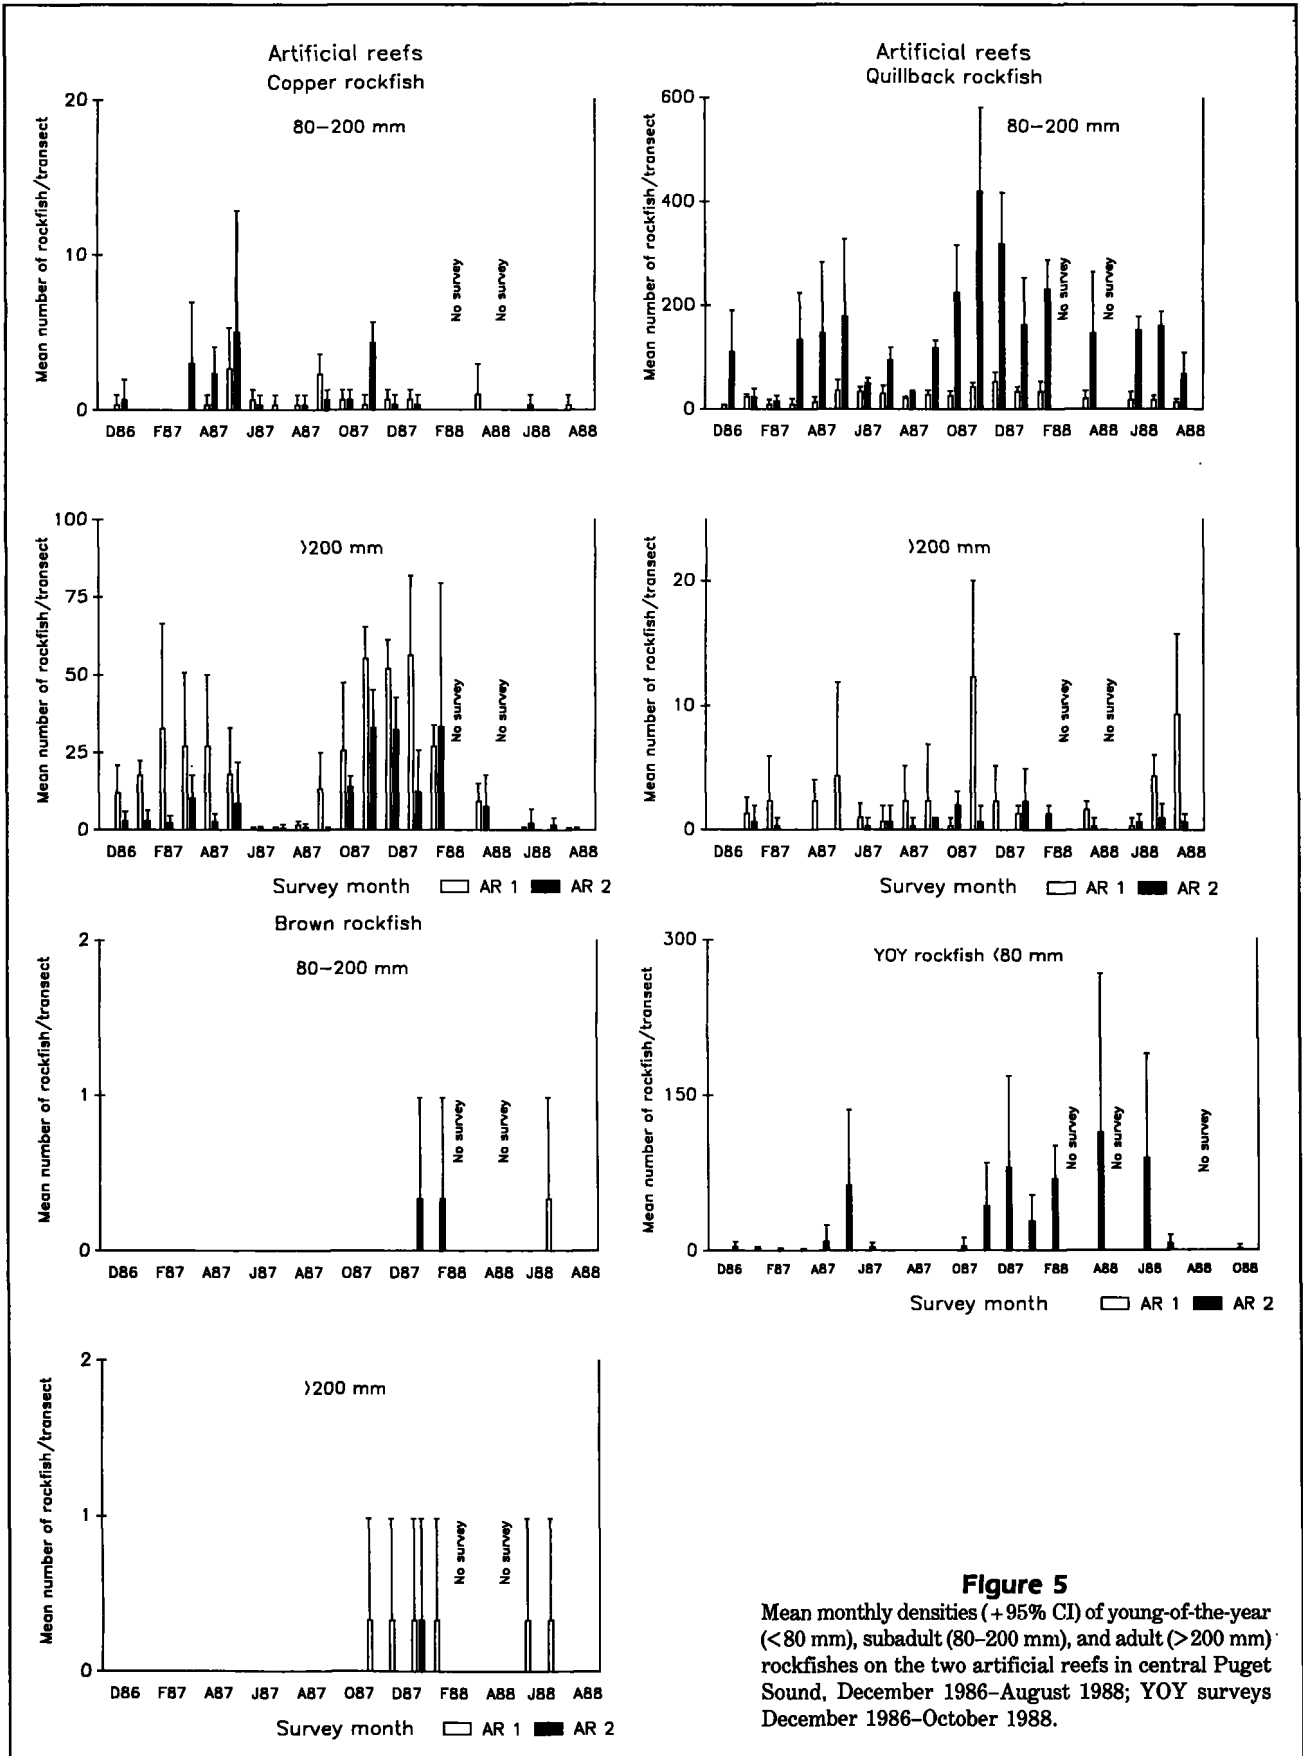 Artificial reefs
Copper rockfish
80–200 mm
Mean number of rockfish/transect
20
10
0
No survey
No survey
D86 F87 A87 J87 A87 O87 D87 F88 A88 J88 A88
>200 mm
Mean number of rockfish/transect
100
75
50
25
0
No survey
No survey
D86 F87 A87 J87 A87 O87 D87 F88 A88 J88 A88
Survey month AR 1 AR 2
Brown rockfish
80–200 mm
Mean number of rockfish/transect
2
1
0
No survey
No survey
D86 F87 A87 J87 A87 O87 D87 F88 A88 J88 A88
>200 mm
Mean number of rockfish/transect
2
1
0
No survey
No survey
D86 F87 A87 J87 A87 O87 D87 F88 A88 J88 A88
Survey month AR 1 AR 2
Artificial reefs
Quillback rockfish
80–200 mm
Mean number of rockfish/transect
600
400
200
0
No survey
No survey
D86 F87 A87 J87 A87 O87 D87 F88 A88 J88 A88
>200 mm
Mean number of rockfish/transect
20
10
0
No survey
No survey
D86 F87 A87 J87 A87 O87 D87 F88 A88 J88 A88
Survey month AR 1 AR 2
YOY rockfish <80 mm
Mean number of rockfish/transect
300
150
0
No survey
No survey
No survey
D86 F87 A87 J87 A87 O87 D87 F88 A88 J88 A88 O88
Survey month AR 1 AR 2
Figure 5
Mean monthly densities (+95% CI) of young-of-the-year
(<80 mm), subadult (80–200 mm), and adult (>200 mm)
rockfishes on the two artificial reefs in central Puget
Sound, December 1986–August 1988; YOY surveys
December 1986–October 1988.